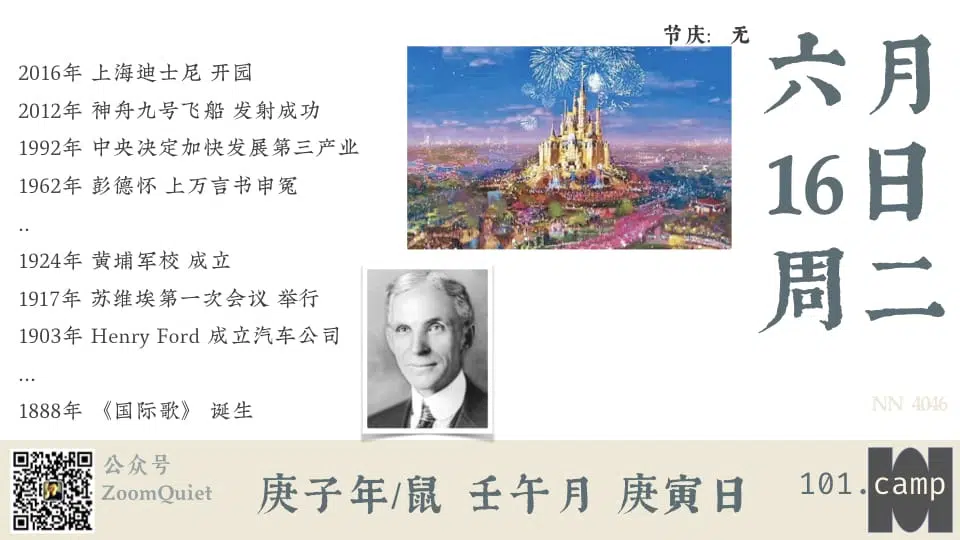 节庆: 无
六月
16日
周二
2016年 上海迪士尼 开园
2012年 神舟九号飞船 发射成功
1992年 中央决定加快发展第三产业
1962年 彭德怀 上万言书申冤
..
1924年 黄埔军校 成立
1917年 苏维埃第一次会议 举行
1903年 Henry Ford 成立汽车公司
...
1888年 《国际歌》 诞生
NN 4046
公众号
ZoomQuiet
庚子年/鼠 壬午月 庚寅日
101.camp